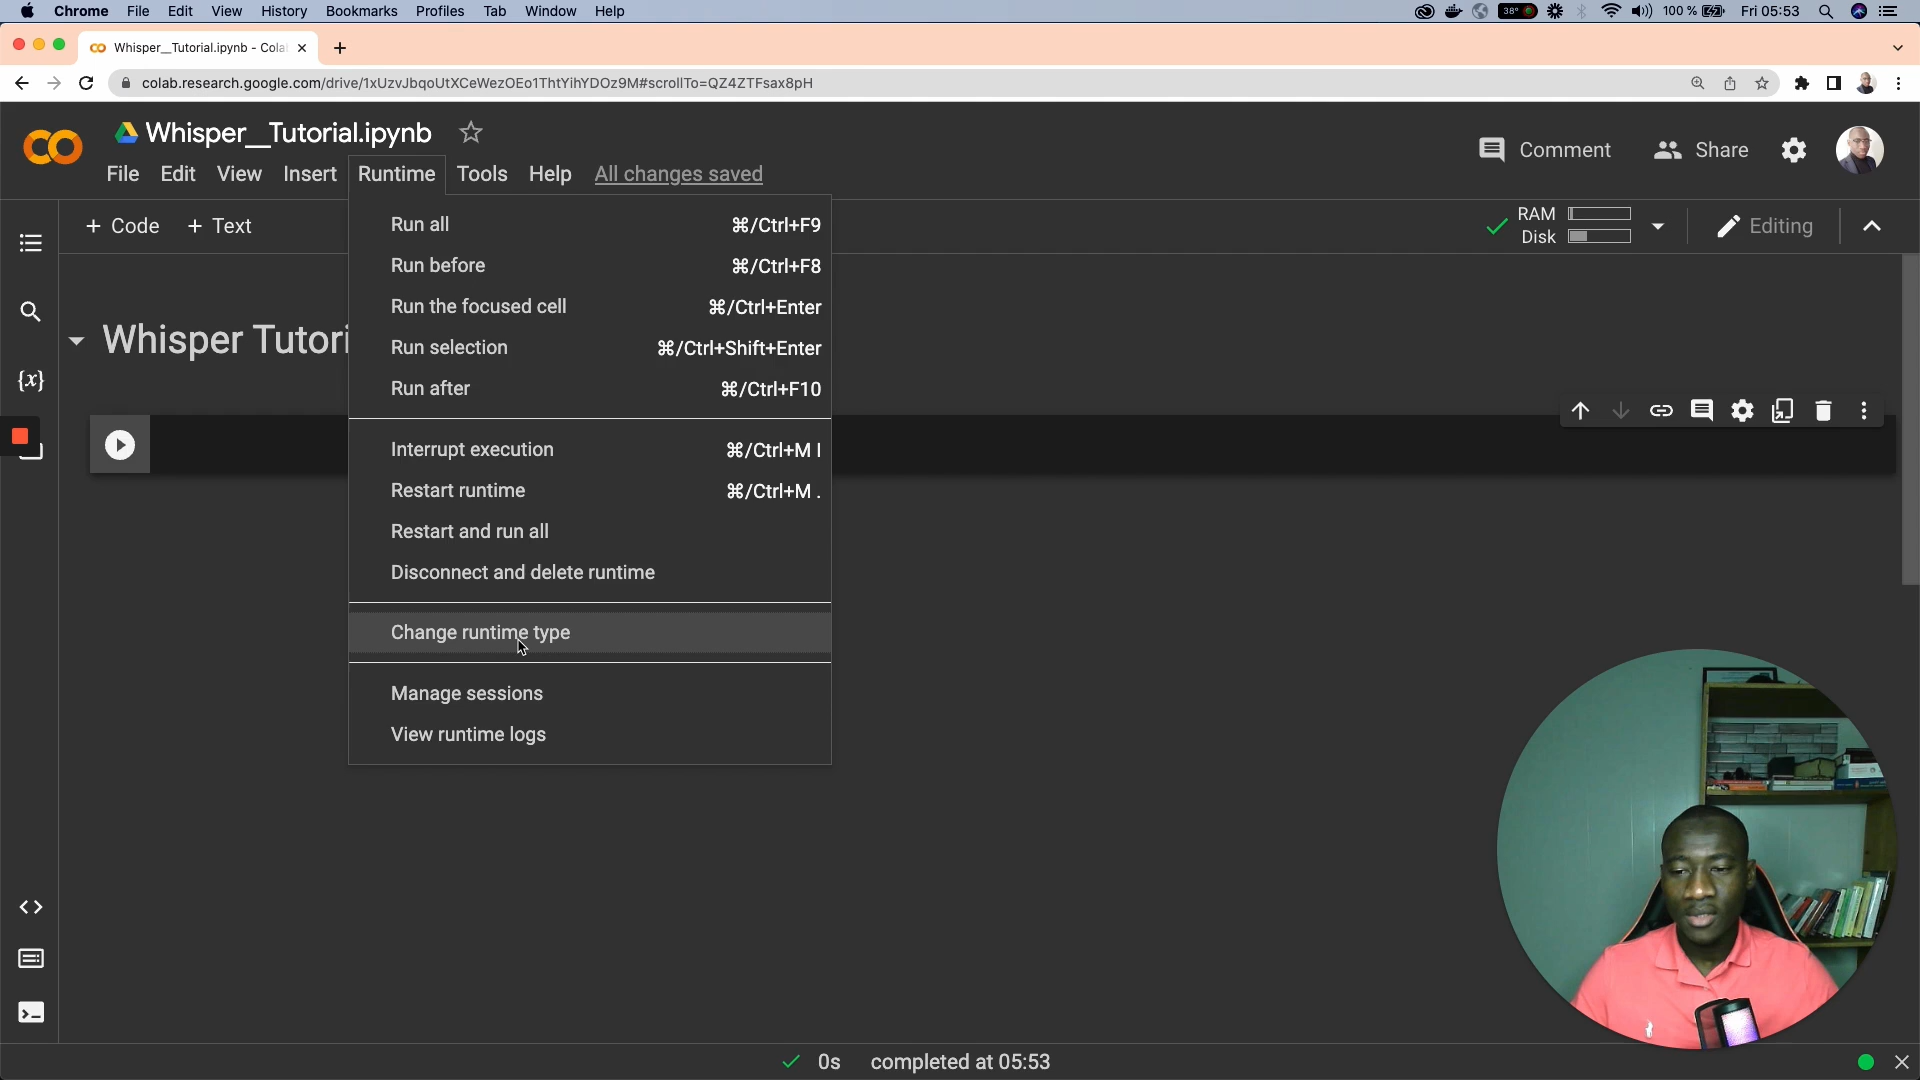 Chrome File Edit View History Bookmarks Profiles Tab Window Help 38° 100 % Fri 05:53
Whisper__Tutorial.ipynb - Cola
colab.research.google.com/drive/1xUzvJbqoUtXCeWezOEo1ThtYihYDOz9M#scrollTo=QZ4ZTFsax8pH
Whisper__Tutorial.ipynb
Comment Share
File Edit View Insert Runtime Tools Help All changes saved
+ Code + Text
RAM
Disk
Editing
Run all ⌘/Ctrl+F9
Run before ⌘/Ctrl+F8
Run the focused cell ⌘/Ctrl+Enter
Whisper Tutori
Run selection ⌘/Ctrl+Shift+Enter
{x}
Run after ⌘/Ctrl+F10
Interrupt execution ⌘/Ctrl+M I
Restart runtime ⌘/Ctrl+M .
Restart and run all
Disconnect and delete runtime
Change runtime type
Manage sessions
View runtime logs
0s completed at 05:53